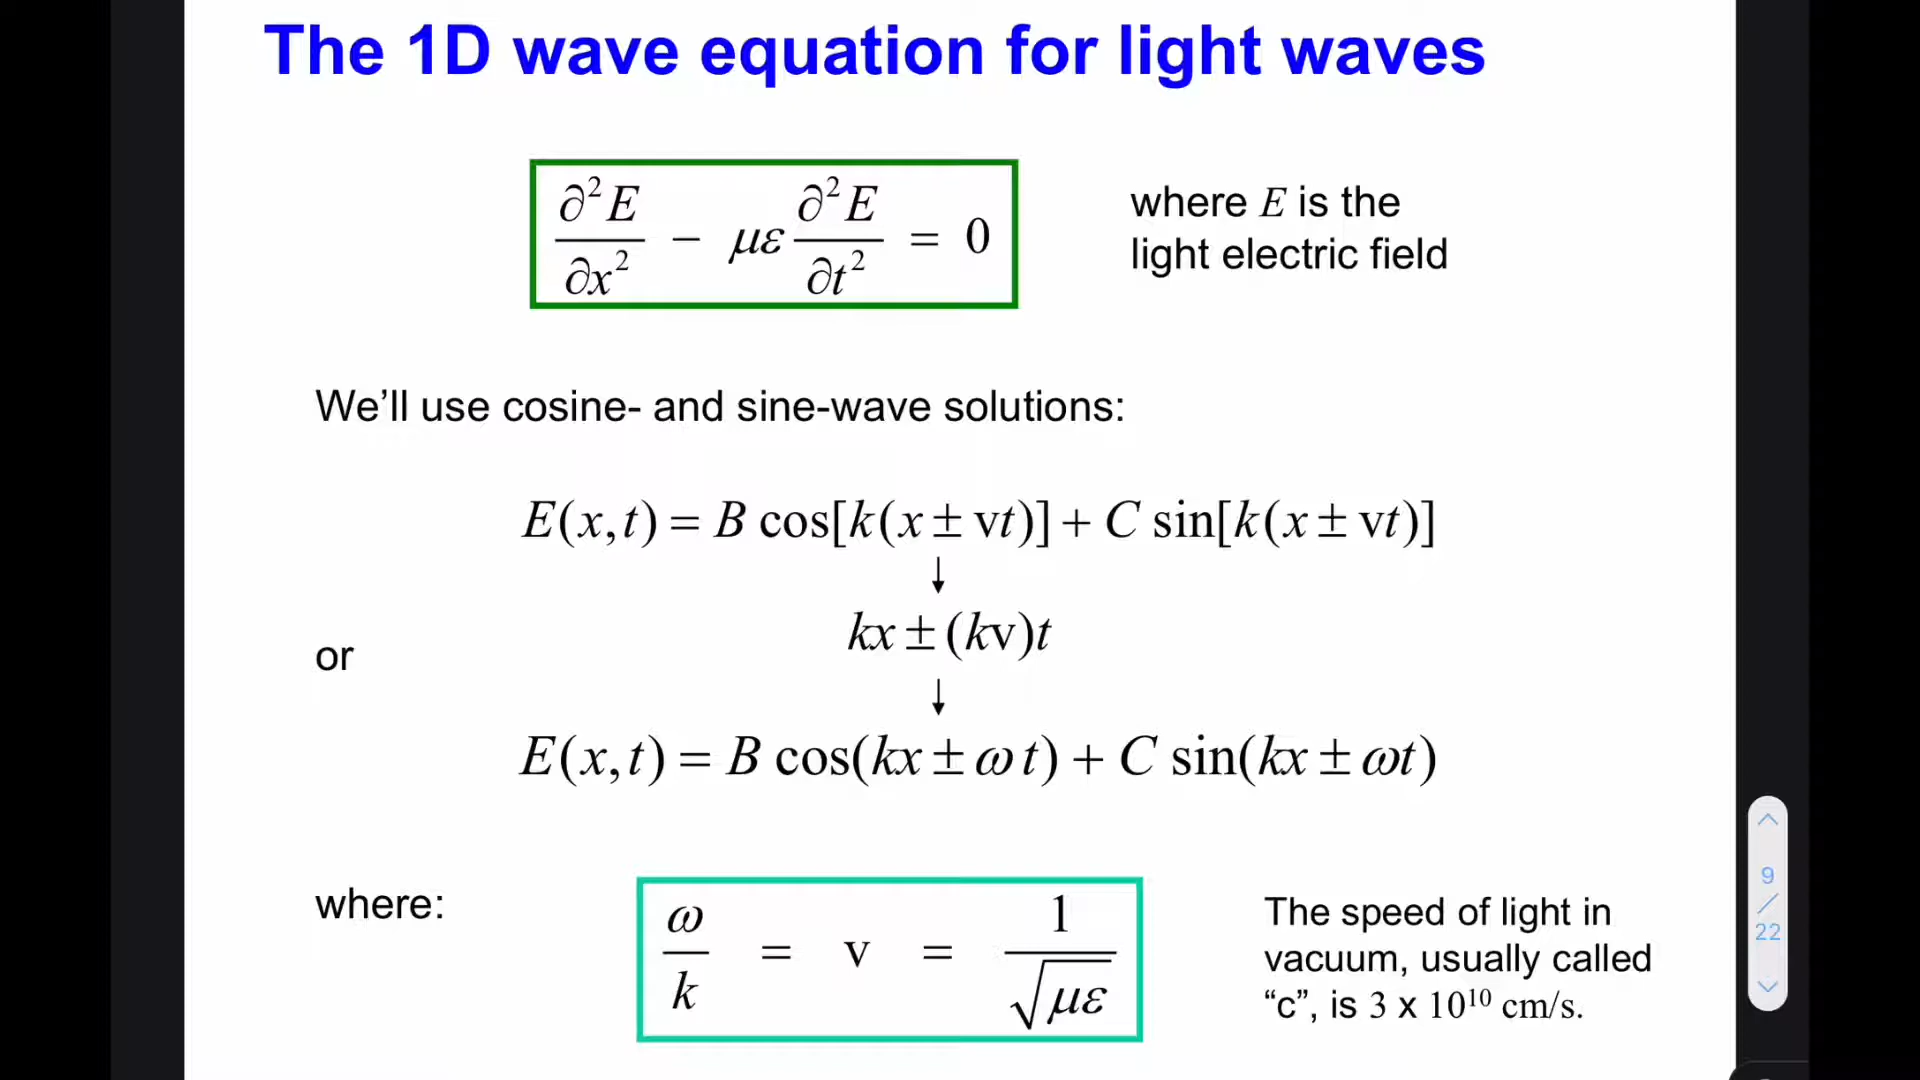 The 1D wave equation for light waves
∂²E/∂x² − με ∂²E/∂t² = 0
where E is the
light electric field
We’ll use cosine- and sine-wave solutions:
E(x,t) = B cos[k(x ± vt)] + C sin[k(x ± vt)]
↓
kx ± (kv)t
or
↓
E(x,t) = B cos(kx ± ωt) + C sin(kx ± ωt)
where:
ω/k = v = 1/√με
The speed of light in
vacuum, usually called
“c”, is 3 x 10¹⁰ cm/s.
9
/
22